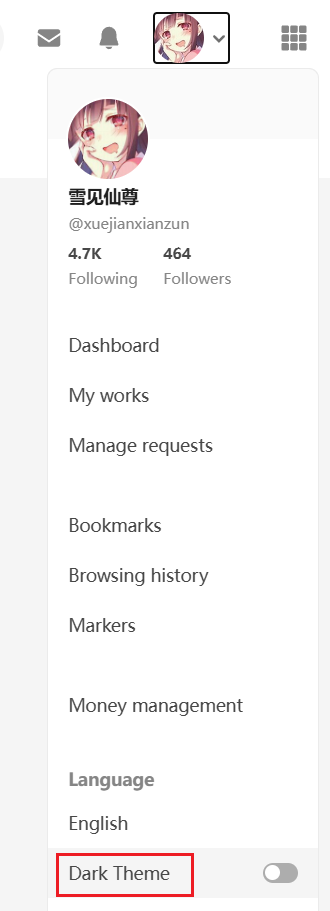 雪见仙尊
@xuejianxianzun
4.7K 464
Following Followers
Dashboard
My works
Manage requests
Bookmarks
Browsing history
Markers
Money management
Language
English
Dark Theme